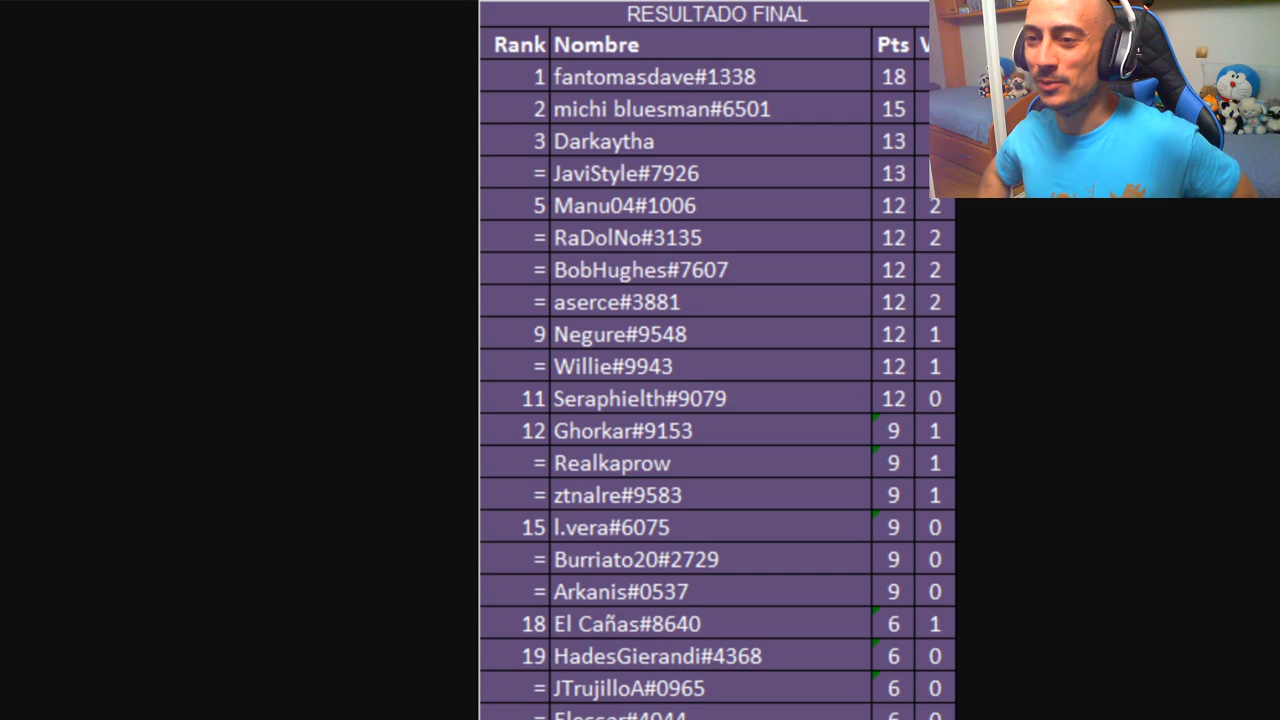 RESULTADO FINAL
Rank Nombre Pts
1 fantomasdave#1338 18
2 michi bluesman#6501 15
3 Darkaytha 13
= JaviStyle#7926 13
5 Manu04#1006 12 2
= RaDolNo#3135 12 2
= BobHughes#7607 12 2
= aserce#3881 12 2
9 Negure#9548 12 1
= Willie#9943 12 1
11 Seraphielth#9079 12 0
12 Ghorkar#9153 9 1
= Realkaprow 9 1
= ztnalre#9583 9 1
15 l.vera#6075 9 0
= Burriato20#2729 9 0
= Arkanis#0537 9 0
18 El Cañas#8640 6 1
19 HadesGierandi#4368 6 0
= JTrujilloA#0965 6 0